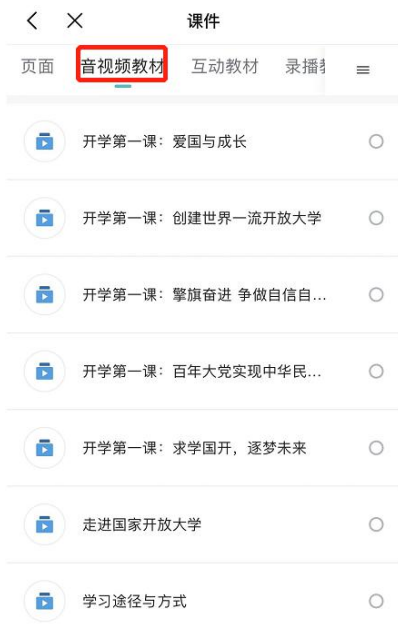 课件
页面 音视频教材 互动教材 录播
开学第一课：爱国与成长
开学第一课：创建世界一流开放大学
开学第一课：擎旗奋进 争做自信自...
开学第一课：百年大党实现中华民...
开学第一课：求学国开，逐梦未来
走进国家开放大学
学习途径与方式